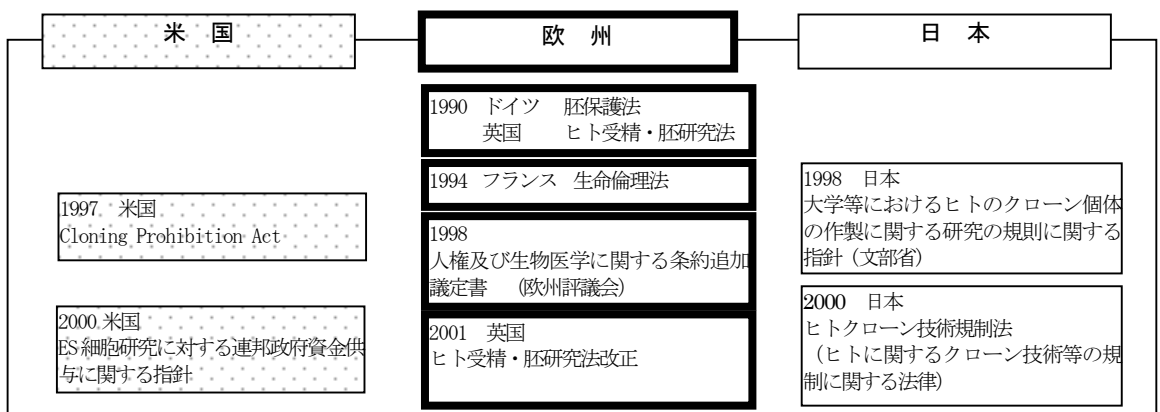 米 国
欧 州
日 本
1990 ドイツ 胚保護法
英国 ヒト受精・胚研究法
1994 フランス 生命倫理法
1998
人権及び生物医学に関する条約追加
議定書 (欧州評議会)
2001 英国
ヒト受精・胚研究法改正
1997 米国
Cloning Prohibition Act
2000 米国
ES細胞研究に対する連邦政府資金供
与に関する指針
1998 日本
大学等におけるヒトのクローン個体
の作製に関する研究の規則に関する
指針(文部省)
2000 日本
ヒトクローン技術規制法
(ヒトに関するクローン技術等の規
制に関する法律)